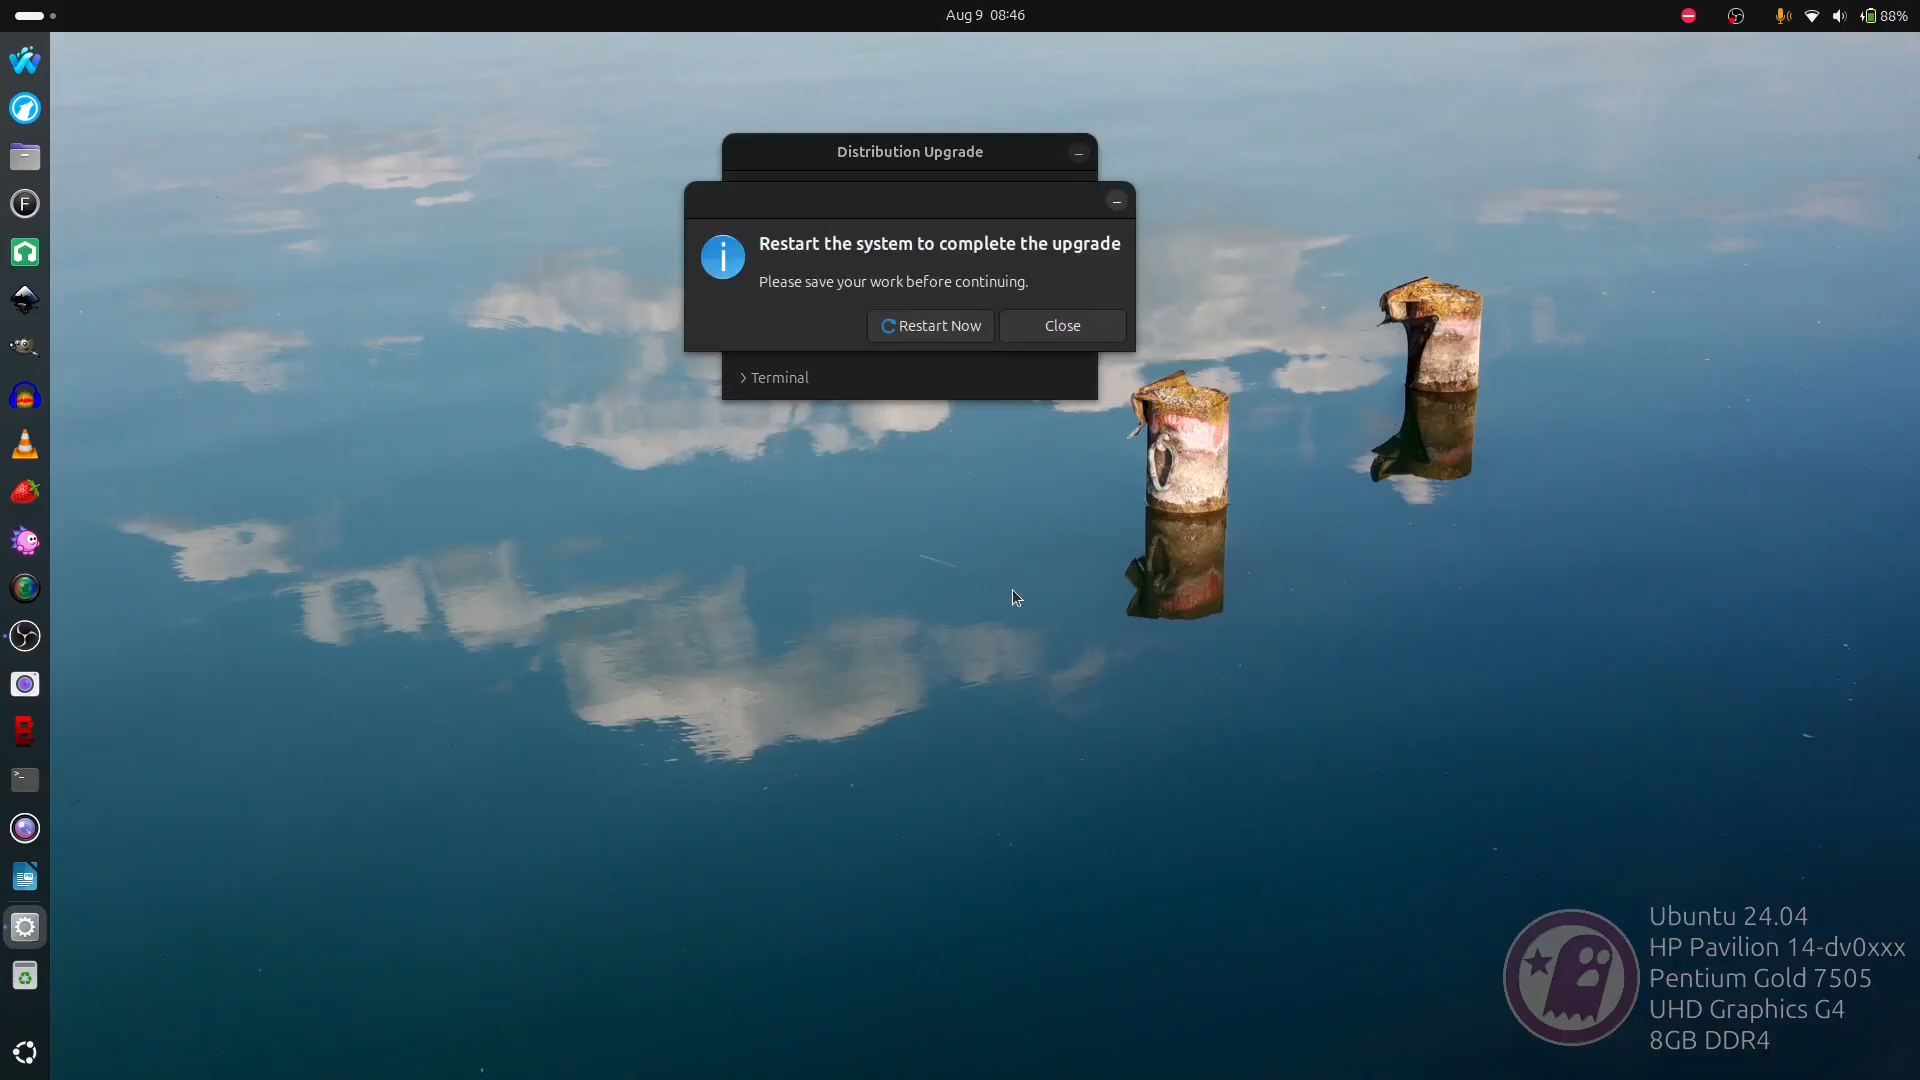 Aug 9 08:46
88%
Distribution Upgrade
Restart the system to complete the upgrade
Please save your work before continuing.
Restart Now
Close
Terminal
Ubuntu 24.04
HP Pavilion 14-dv0xxx
Pentium Gold 7505
UHD Graphics G4
8GB DDR4